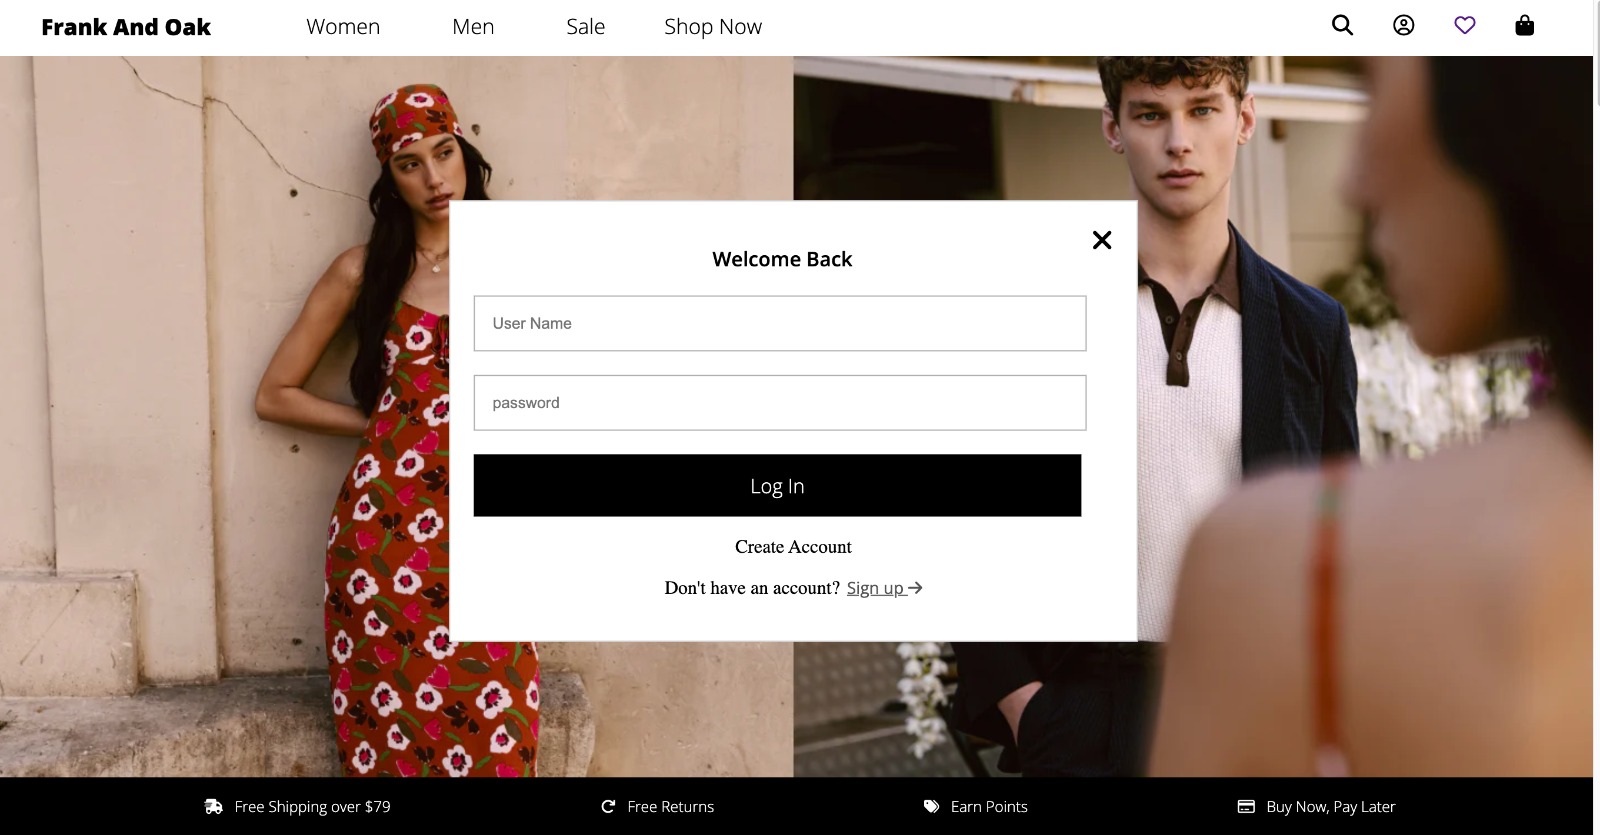 Frank And Oak Women Men Sale Shop Now
Welcome Back
User Name
password
Log In
Create Account
Don't have an account? Sign up
Free Shipping over $79 Free Returns Earn Points Buy Now, Pay Later